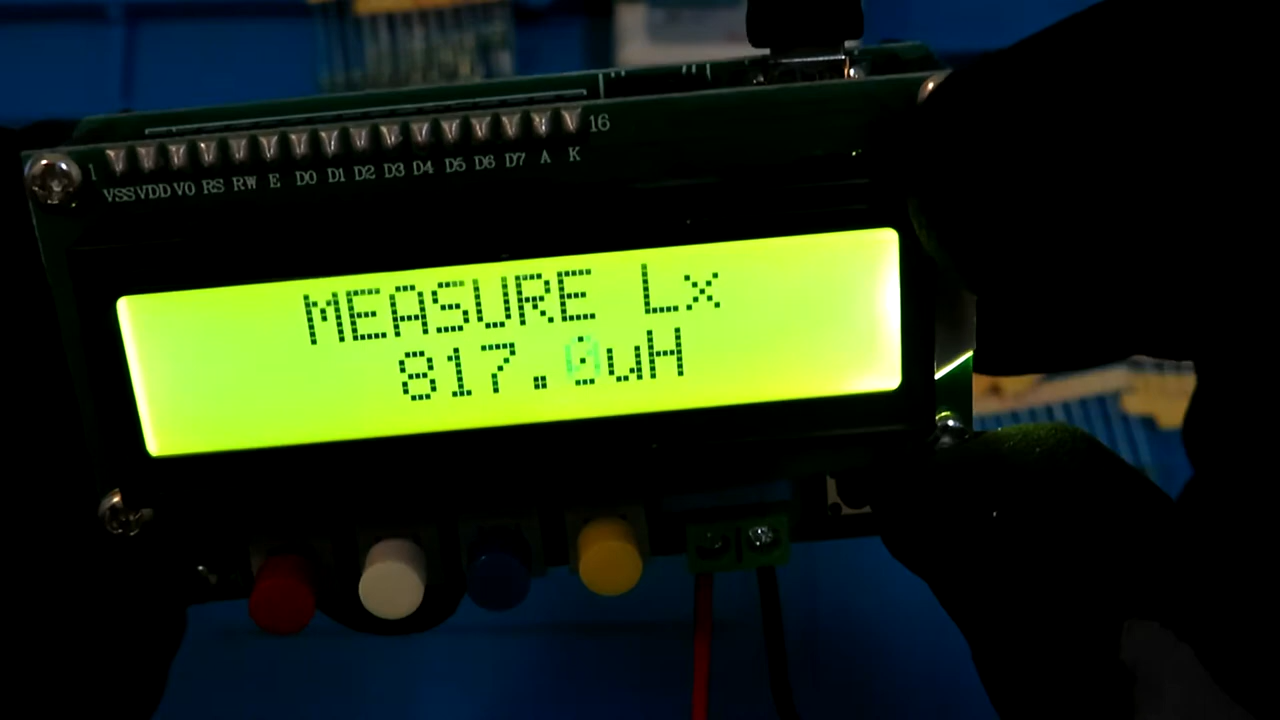 1 16
VSS VDD V0 RS RW E D0 D1 D2 D3 D4 D5 D6 D7 A K
MEASURE Lx
817.0uH